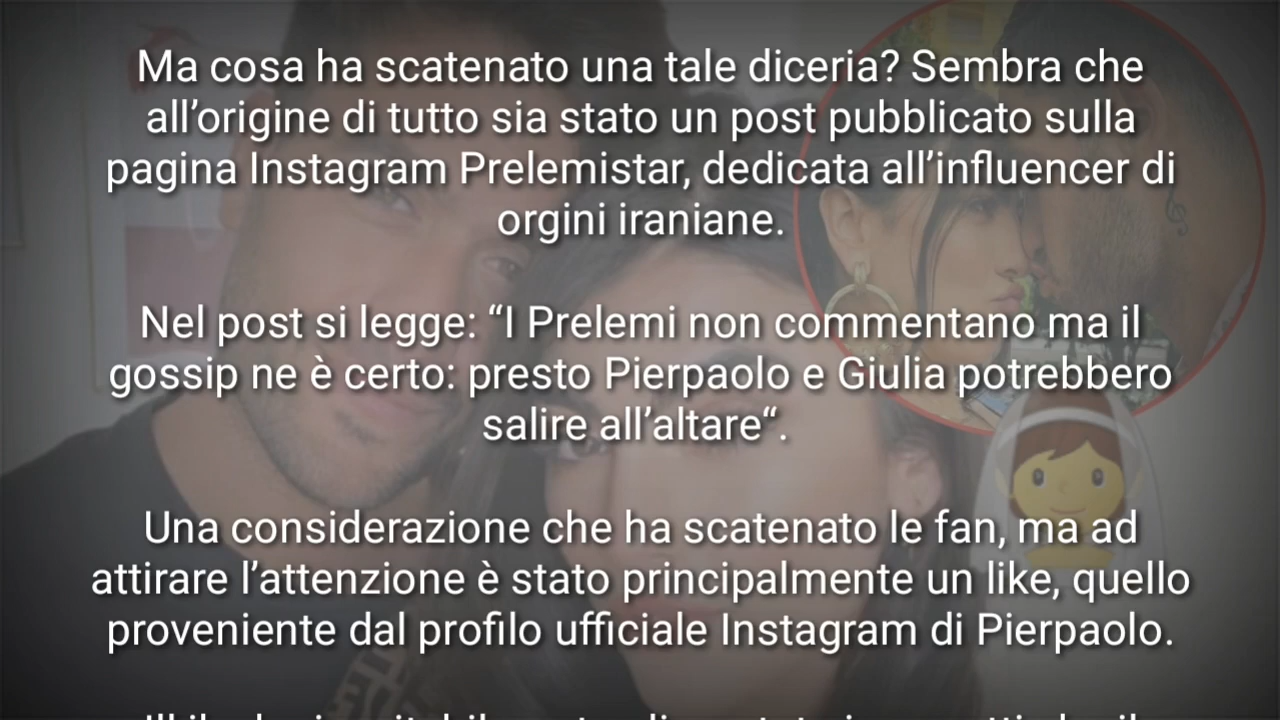 Ma cosa ha scatenato una tale diceria? Sembra che
all’origine di tutto sia stato un post pubblicato sulla
pagina Instagram Prelemistar, dedicata all’influencer di
orgini iraniane.
Nel post si legge: “I Prelemi non commentano ma il
gossip ne è certo: presto Pierpaolo e Giulia potrebbero
salire all’altare“.
Una considerazione che ha scatenato le fan, ma ad
attirare l’attenzione è stato principalmente un like, quello
proveniente dal profilo ufficiale Instagram di Pierpaolo.